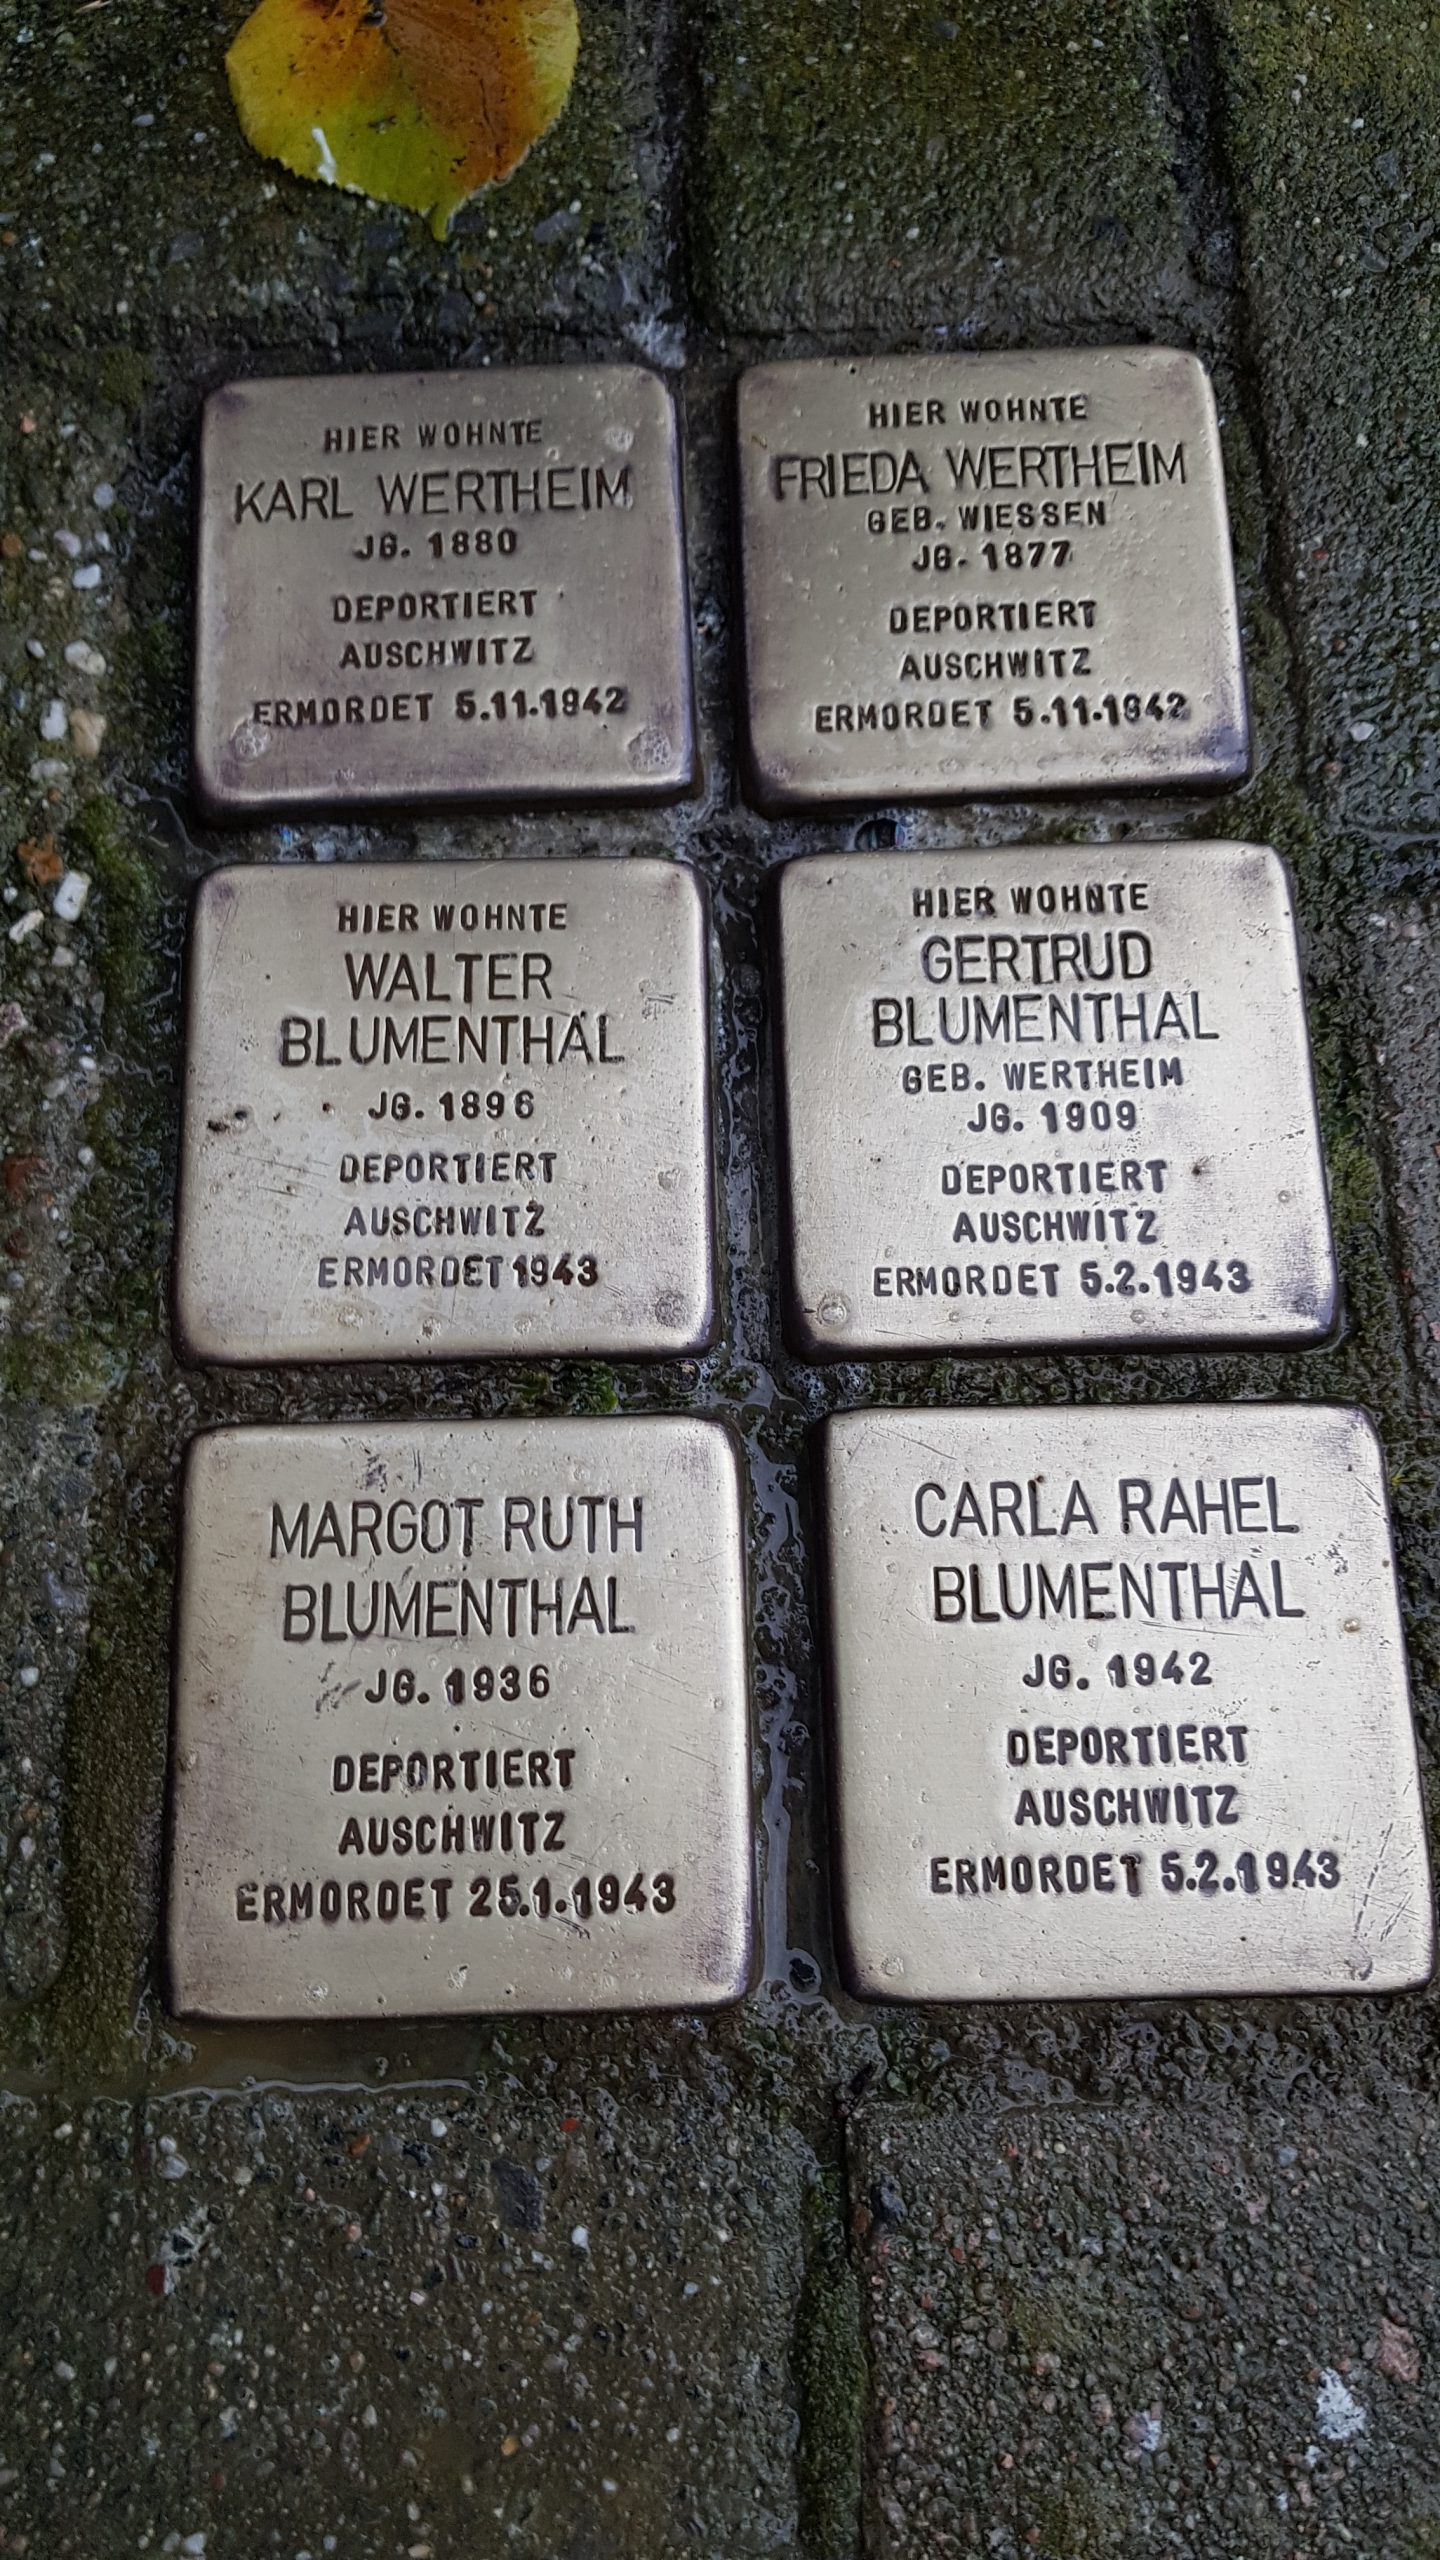 HIER WOHNTE
KARL WERTHEIM
JG. 1880
DEPORTIERT
AUSCHWITZ
ERMORDET 5.11.1942
HIER WOHNTE
FRIEDA WERTHEIM
GEB. WIESSEN
JG. 1877
DEPORTIERT
AUSCHWITZ
ERMORDET 5.11.1942
HIER WOHNTE
WALTER
BLUMENTHAL
JG. 1896
DEPORTIERT
AUSCHWITZ
ERMORDET 1943
HIER WOHNTE
GERTRUD
BLUMENTHAL
GEB. WERTHEIM
JG. 1909
DEPORTIERT
AUSCHWITZ
ERMORDET 5.2.1943
MARGOT RUTH
BLUMENTHAL
JG. 1936
DEPORTIERT
AUSCHWITZ
ERMORDET 25.1.1943
CARLA RAHEL
BLUMENTHAL
JG. 1942
DEPORTIERT
AUSCHWITZ
ERMORDET 5.2.1943